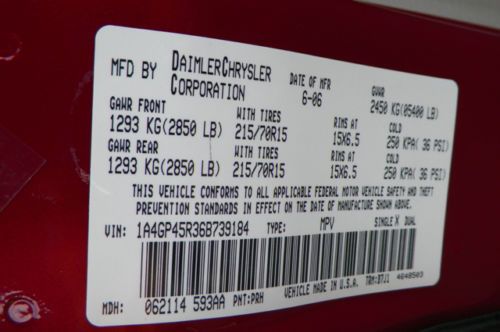 MFD BY DAIMLERCHRYSLER CORPORATION DATE OF MFR 6-06 GVWR 2450 KG(05400 LB)
GAWR FRONT WITH TIRES RIMS AT COLD
1293 KG(2850 LB) 215/70R15 15X6.5 250 KPA( 36 PSI)
GAWR REAR WITH TIRES RIMS AT COLD
1293 KG(2850 LB) 215/70R15 15X6.5 250 KPA( 36 PSI)
THIS VEHICLE CONFORMS TO ALL APPLICABLE FEDERAL MOTOR VEHICLE SAFETY AND THEFT
PREVENTION STANDARDS IN EFFECT ON THE DATE OF MANUFACTURE SHOWN ABOVE.
VIN: 1A4GP45R36B739184 TYPE: MPV SINGLE X DUAL
MDH: 062114 593AA PNT:PRH VEHICLE MADE IN U.S.A. TRM:D7J1 4648503